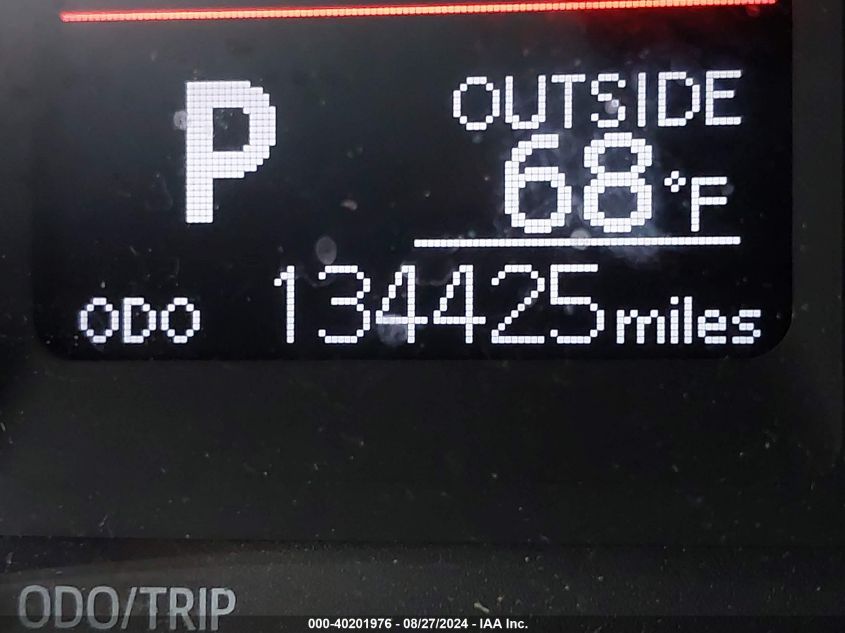 P
OUTSIDE
68°F
ODO 134425 miles
ODO/TRIP
000-40201976 - 08/27/2024 - IAA Inc.